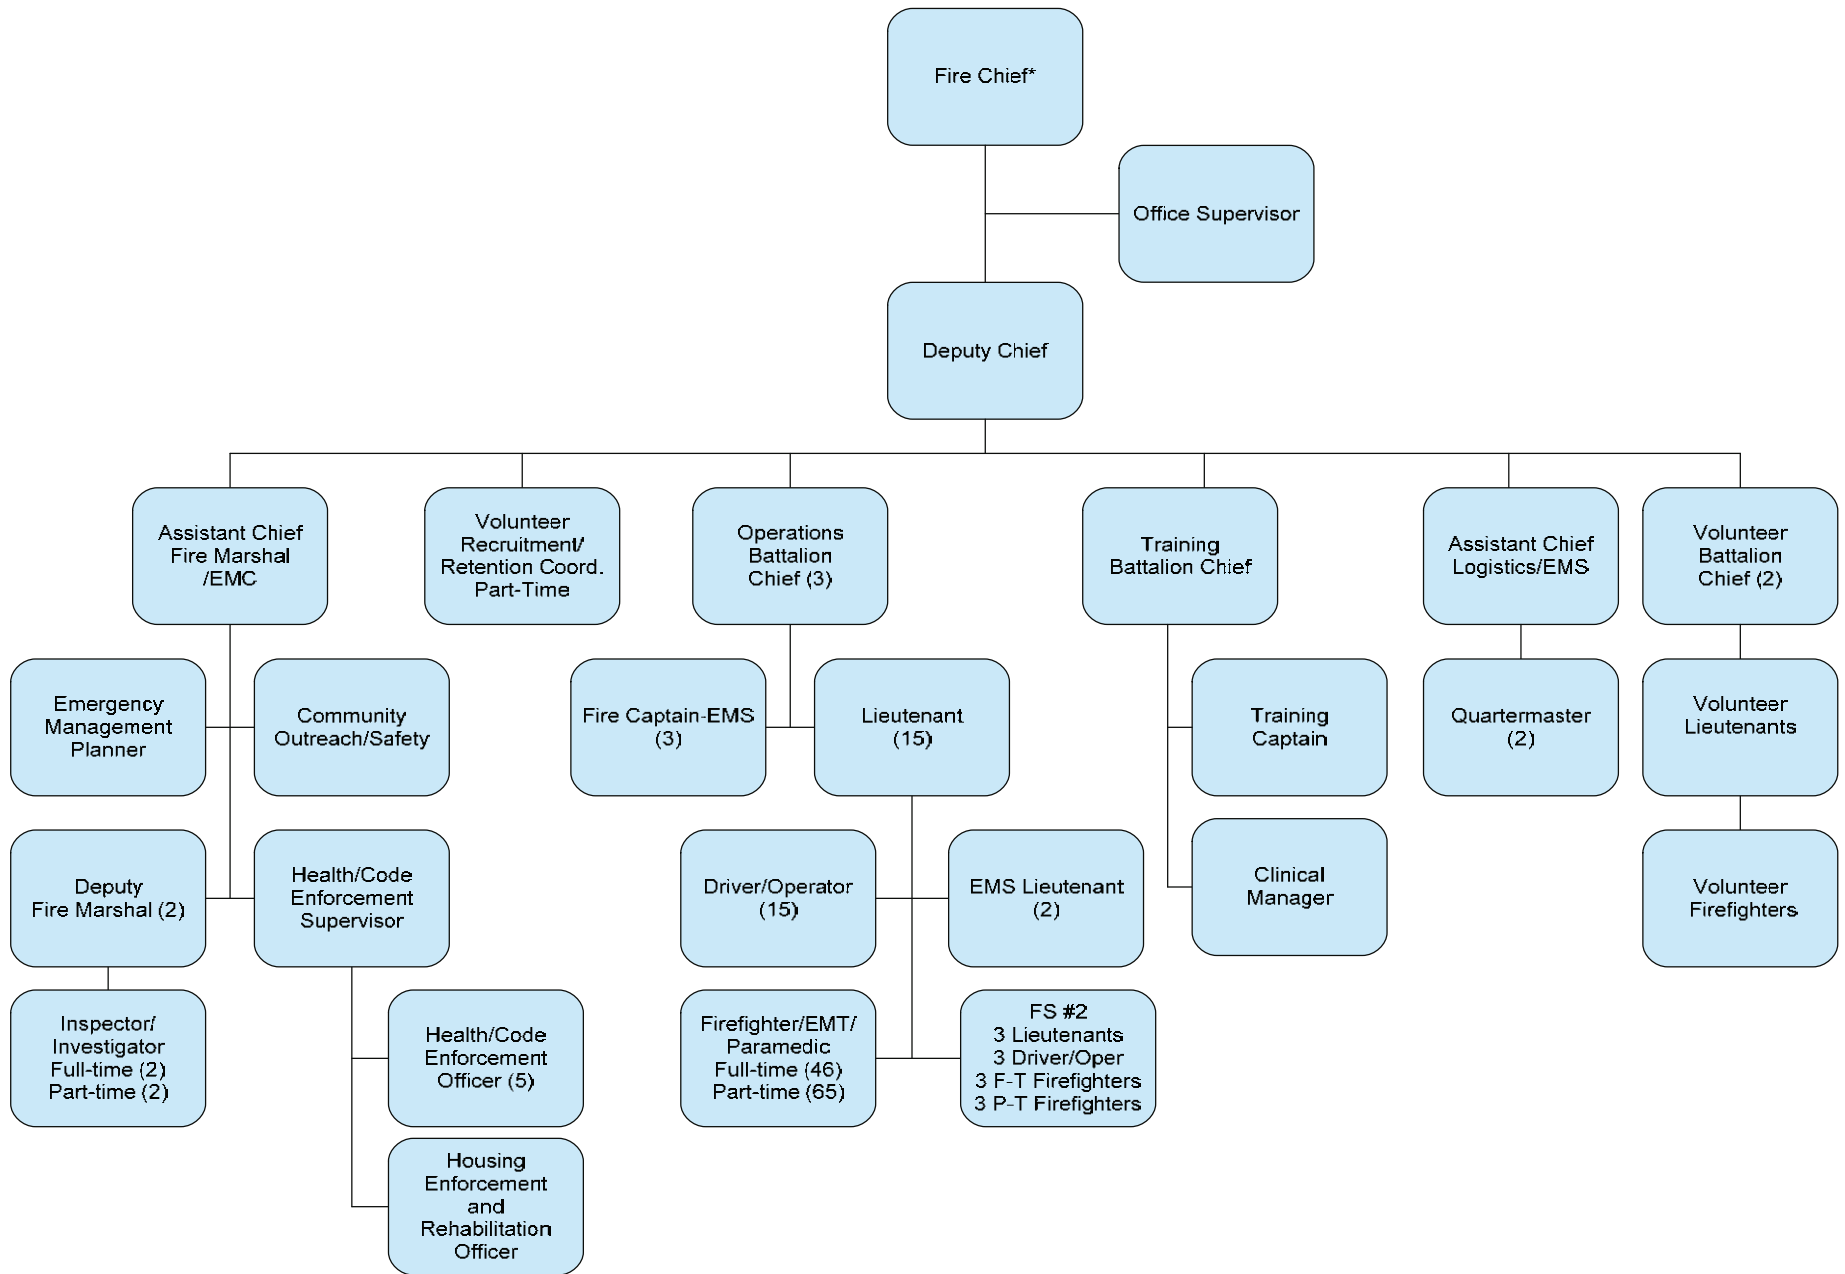 Fire Chief*
Office Supervisor
Deputy Chief
Assistant Chief
Fire Marshal
/EMC
Volunteer
Recruitment/
Retention Coord.
Part-Time
Operations
Battalion
Chief (3)
Training
Battalion Chief
Assistant Chief
Logistics/EMS
Volunteer
Battalion
Chief (2)
Emergency
Management
Planner
Community
Outreach/Safety
Fire Captain-EMS
(3)
Lieutenant
(15)
Training
Captain
Quartermaster
(2)
Volunteer
Lieutenants
Deputy
Fire Marshal (2)
Health/Code
Enforcement
Supervisor
Driver/Operator
(15)
EMS Lieutenant
(2)
Clinical
Manager
Volunteer
Firefighters
Inspector/
Investigator
Full-time (2)
Part-time (2)
Health/Code
Enforcement
Officer (5)
Firefighter/EMT/
Paramedic
Full-time (46)
Part-time (65)
FS #2
3 Lieutenants
3 Driver/Oper
3 F-T Firefighters
3 P-T Firefighters
Housing
Enforcement
and
Rehabilitation
Officer